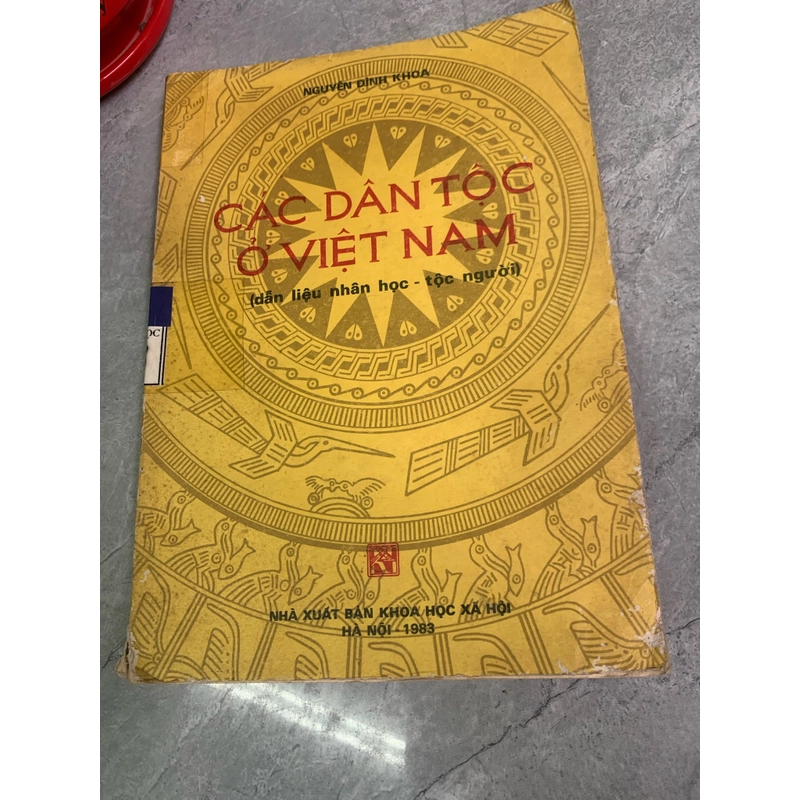 NGUYỄN ĐÌNH KHOA
CÁC DÂN TỘC
Ở VIỆT NAM
(dẫn liệu nhân học - tộc người)
NHÀ XUẤT BẢN KHOA HỌC XÃ HỘI
HÀ NỘI - 1983